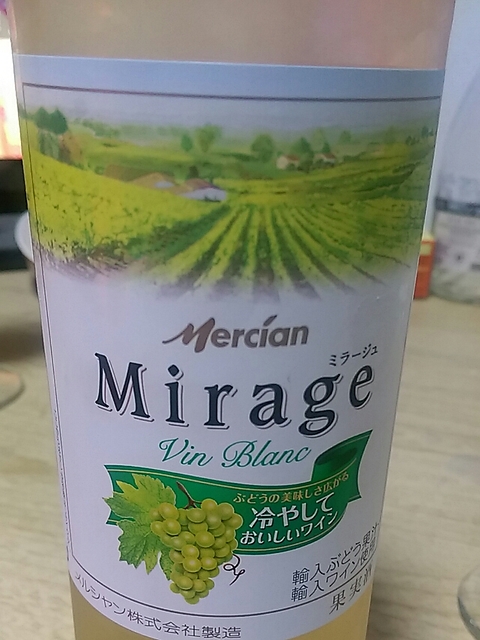 Mercian
ミラージュ
Mirage
Vin Blanc
ぶどうの美味しさ広がる
冷やして
おいしいワイン
輸入ぶどう果汁
輸入ワイン使用
果実酒
メルシャン株式会社製造